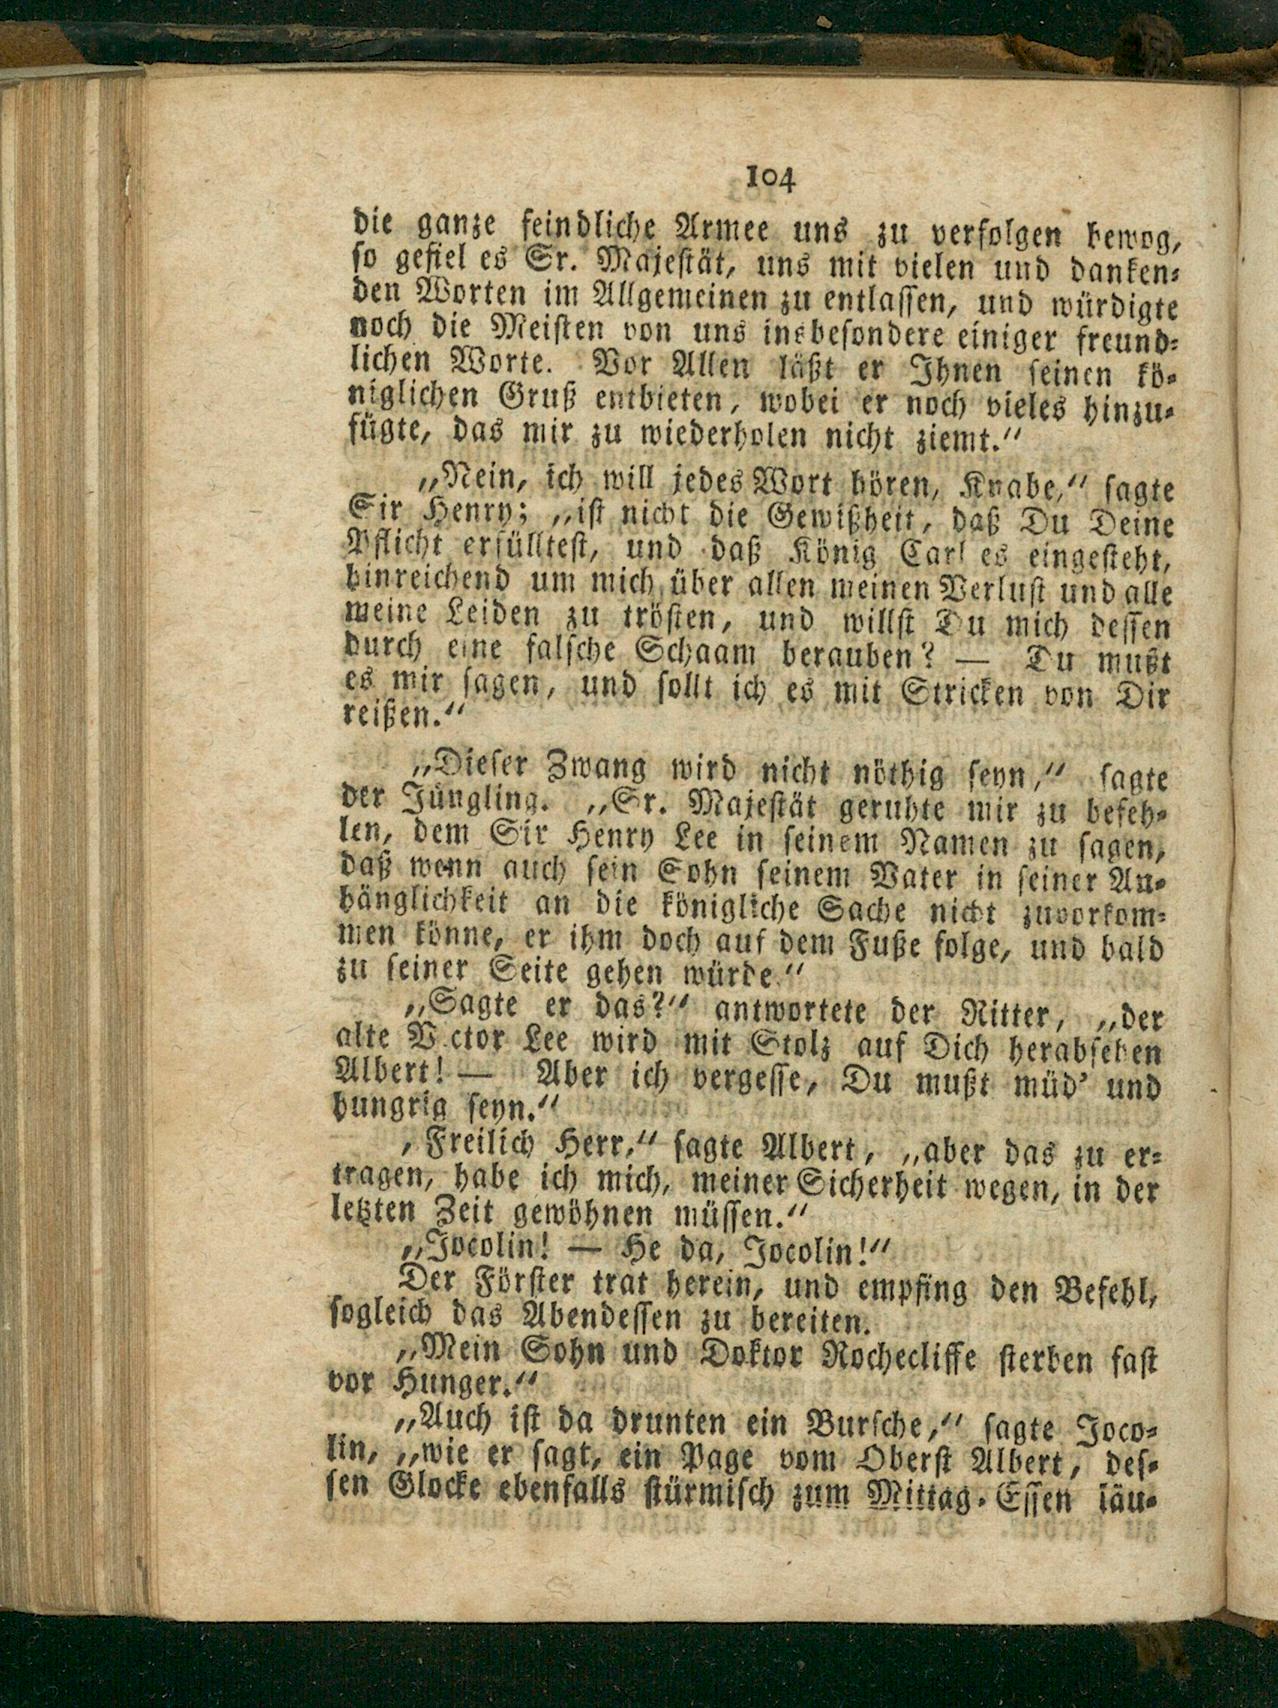 104
die ganze feindliche Armee uns zu verfolgen bewog,
so gefiel es Sr. Majestät, uns mit vielen und danken-
den Worten im Allgemeinen zu entlassen, und würdigte
noch die Meisten von uns insbesondere einiger freund-
lichen Worte. Vor Allen läßt er Ihnen seinen kö-
niglichen Gruß entbieten, wobei er noch vieles hinzu-
fügte, das mir zu wiederholen nicht ziemt.“
„Nein, ich will jedes Wort hören, Knabe,“ sagte
Sir Henry; „ist nicht die Gewißheit, daß Du Deine
Pflicht erfülltest, und daß König Carl es eingesteht,
hinreichend um mich über allen meinen Verlust und alle
meine Leiden zu trösten, und willst Du mich dessen
durch eine falsche Schaam berauben? — Du mußt
es mir sagen, und sollt ich es mit Stricken von Dir
reißen.“
„Dieser Zwang wird nicht nöthig seyn,“ sagte
der Jüngling. „Sr. Majestät geruhte mir zu befeh-
len, dem Sir Henry Lee in seinem Namen zu sagen,
daß wenn auch sein Sohn seinem Vater in seiner An-
hänglichkeit an die königliche Sache nicht zuvorkom-
men könne, er ihm doch auf dem Fuße folge, und bald
zu seiner Seite gehen würde.“
„Sagte er das?“ antwortete der Ritter, „der
alte Victor Lee wird mit Stolz auf Dich herabsehen
Albert! — Aber ich vergesse, Du mußt müd' und
hungrig seyn.“
„Freilich Herr,“ sagte Albert, „aber das zu er-
tragen, habe ich mich, meiner Sicherheit wegen, in der
letzten Zeit gewöhnen müssen.“
„Jocolin! — He da, Jocolin!“
Der Förster trat herein, und empfing den Befehl,
sogleich das Abendessen zu bereiten.
„Mein Sohn und Doktor Rochecliffe sterben fast
vor Hunger.“
„Auch ist da drunten ein Bursche,“ sagte Joco-
lin, „wie er sagt, ein Page vom Oberst Albert, des-
sen Glocke ebenfalls stürmisch zum Mittag-Essen läu-